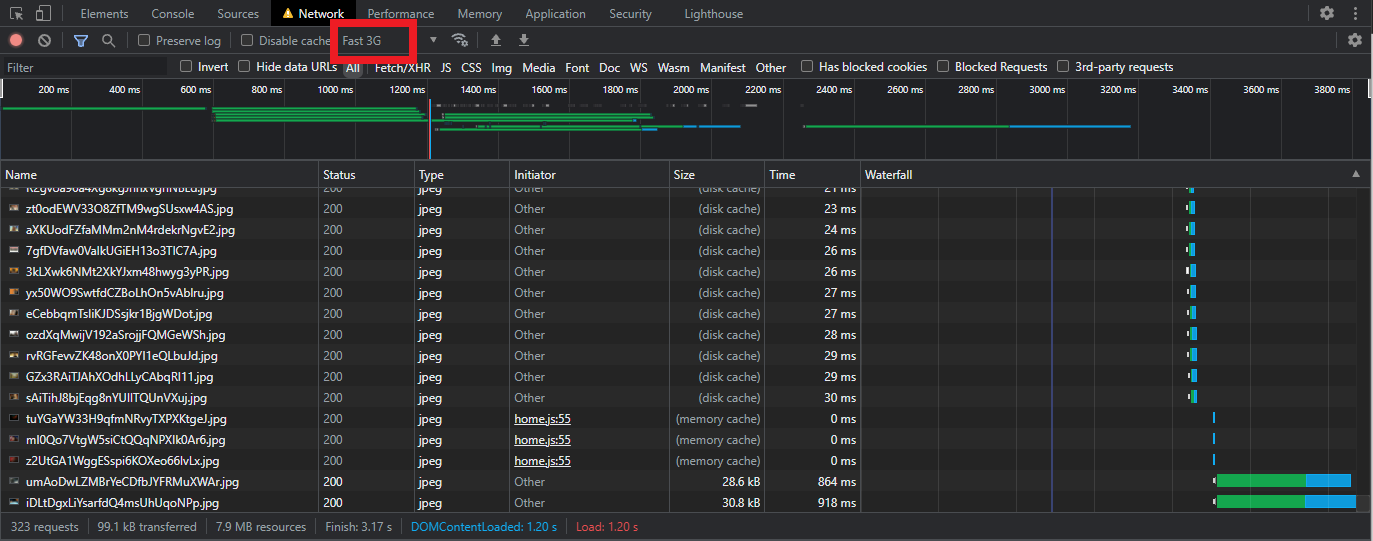 Elements Console Sources Network Performance Memory Application Security Lighthouse
Preserve log Disable cache Fast 3G
Filter Invert Hide data URLs All Fetch/XHR JS CSS Img Media Font Doc WS Wasm Manifest Other Has blocked cookies Blocked Requests 3rd-party requests
200 ms 400 ms 600 ms 800 ms 1000 ms 1200 ms 1400 ms 1600 ms 1800 ms 2000 ms 2200 ms 2400 ms 2600 ms 2800 ms 3000 ms 3200 ms 3400 ms 3600 ms 3800 ms
Name Status Type Initiator Size Time Waterfall
200 jpeg Other (disk cache) 21 ms
zt0odEWV33O8ZfTM9wgSUsxw4AS.jpg 200 jpeg Other (disk cache) 23 ms
aXKUodFZfaMMm2nM4rdekrNgvE2.jpg 200 jpeg Other (disk cache) 24 ms
7gfDVfaw0VaIkUGiEH13o3TIC7A.jpg 200 jpeg Other (disk cache) 26 ms
3kLXwk6NMt2XkYJxm48hwyg3yPR.jpg 200 jpeg Other (disk cache) 26 ms
yx50WO9SwtfdCZBoLhOn5vAblru.jpg 200 jpeg Other (disk cache) 27 ms
eCebbqmTsliKJDSsjkr1BjgWDot.jpg 200 jpeg Other (disk cache) 27 ms
ozdXqMwijV192aSrojjFQMGeWSh.jpg 200 jpeg Other (disk cache) 28 ms
rvRGFevvZK48onX0PYI1eQLbuJd.jpg 200 jpeg Other (disk cache) 29 ms
GZx3RAiTJAhXOdhLLyCAbqRI11.jpg 200 jpeg Other (disk cache) 29 ms
sAiTihJ8bjEqg8nYUIlTQUnVXuj.jpg 200 jpeg Other (disk cache) 30 ms
tuYGaYW33H9qfmNRvyTXPXKtgeJ.jpg 200 jpeg home.js:55 (memory cache) 0 ms
mI0Qo7VtgW5siCtQQqNPXIk0Ar6.jpg 200 jpeg home.js:55 (memory cache) 0 ms
z2UtGA1WggESspi6KOXeo66lvLx.jpg 200 jpeg home.js:55 (memory cache) 0 ms
umAoDwLZMBrYeCDfbJYFRMuXWAr.jpg 200 jpeg Other 28.6 kB 864 ms
iDLtDgxLiYsarfdQ4msUhUqoNPp.jpg 200 jpeg Other 30.8 kB 918 ms
323 requests 99.1 kB transferred 7.9 MB resources Finish: 3.17 s DOMContentLoaded: 1.20 s Load: 1.20 s